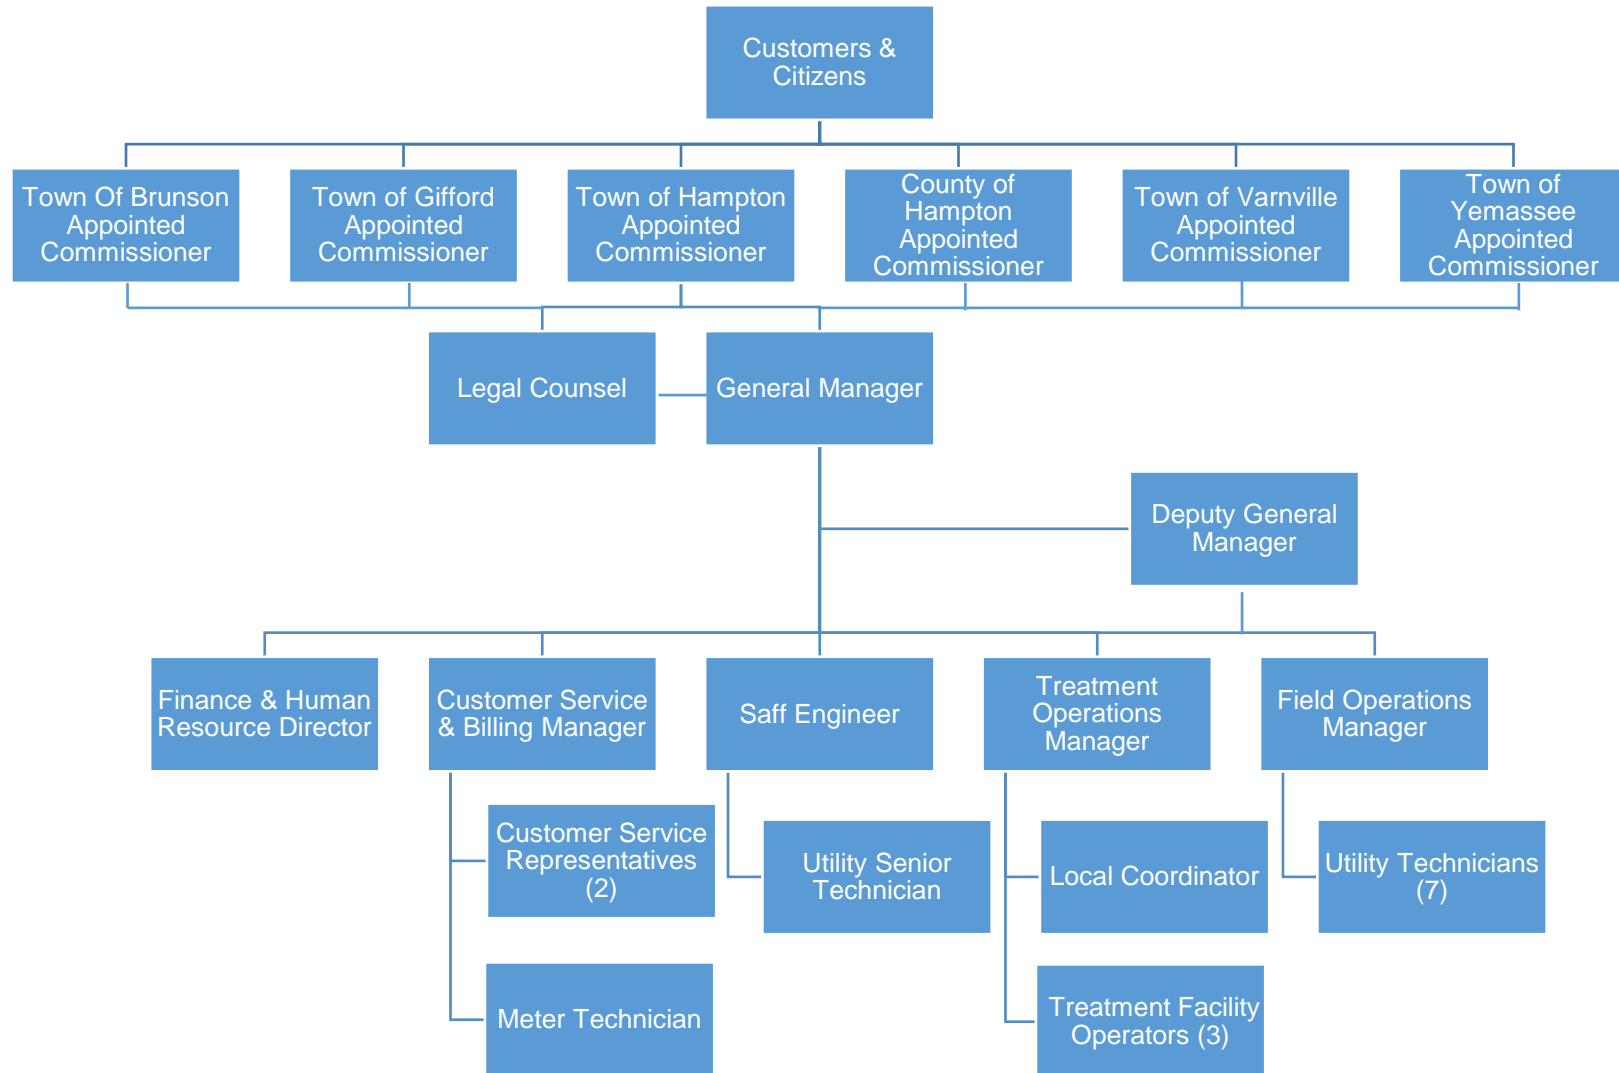 Customers &
Citizens
Town Of Brunson
Appointed
Commissioner
Town of Gifford
Appointed
Commissioner
Town of Hampton
Appointed
Commissioner
County of
Hampton
Appointed
Commissioner
Town of Varnville
Appointed
Commissioner
Town of
Yemassee
Appointed
Commissioner
Legal Counsel
General Manager
Deputy General
Manager
Finance & Human
Resource Director
Customer Service
& Billing Manager
Saff Engineer
Treatment
Operations
Manager
Field Operations
Manager
Customer Service
Representatives
(2)
Utility Senior
Technician
Local Coordinator
Utility Technicians
(7)
Meter Technician
Treatment Facility
Operators (3)